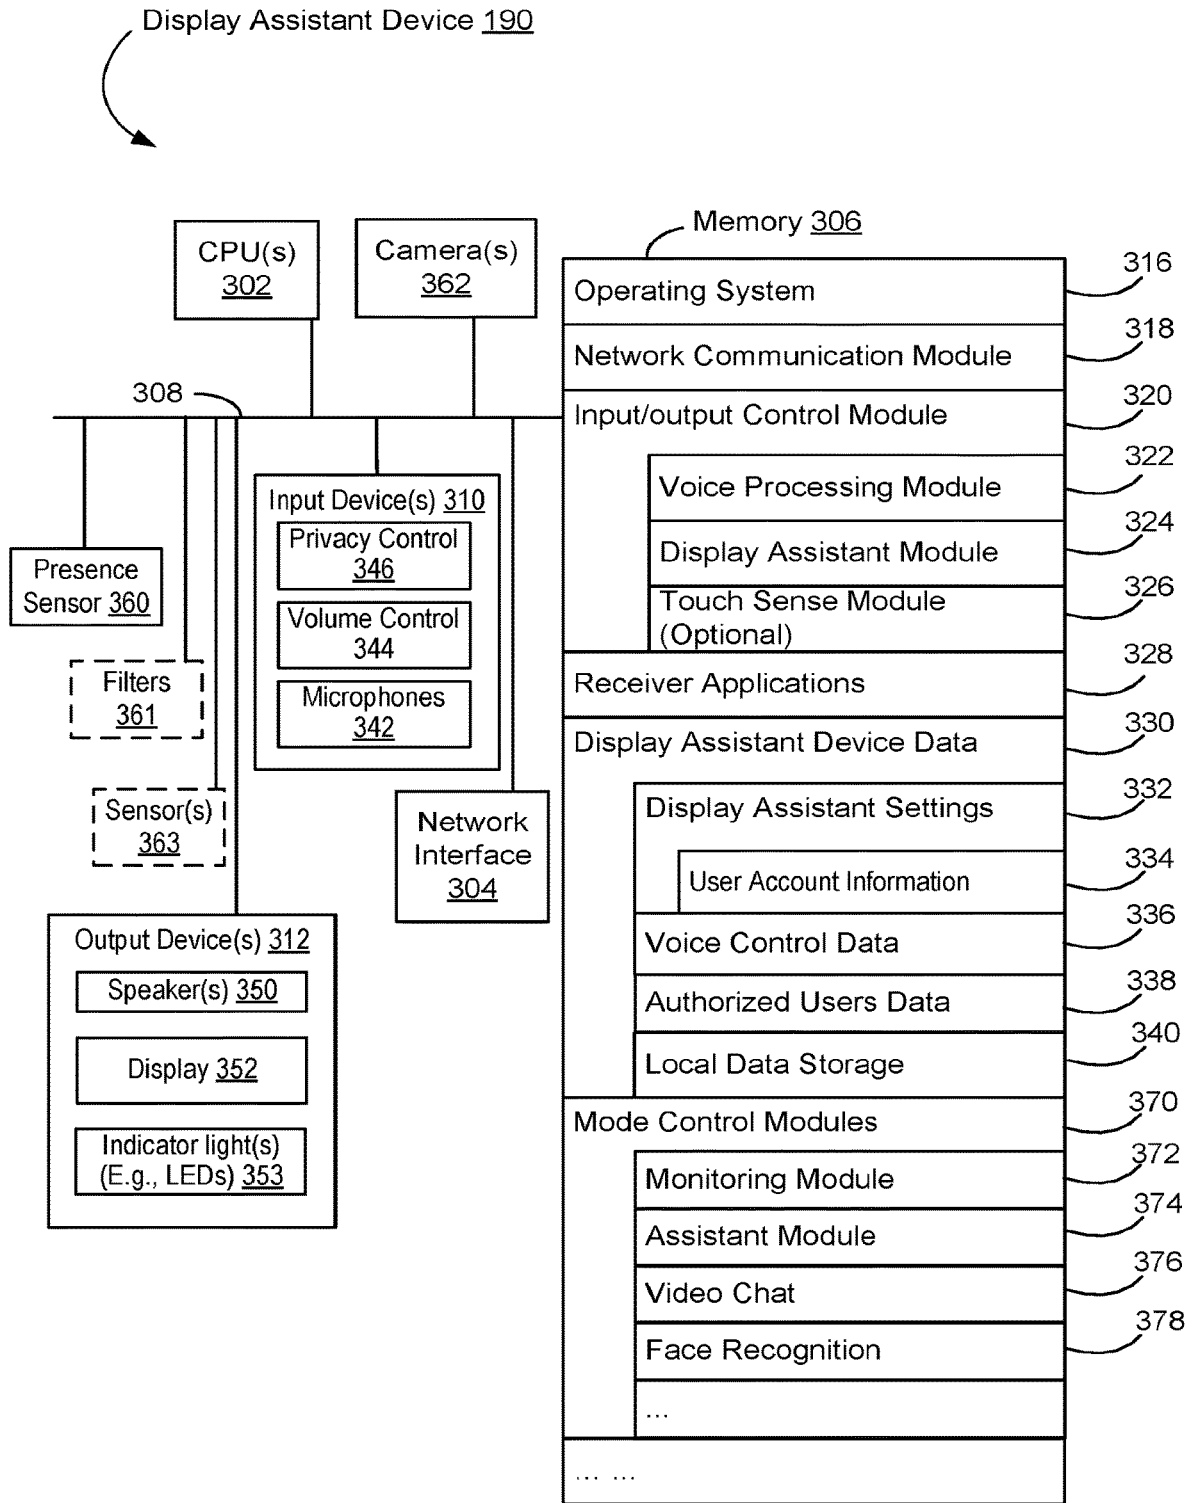 Display Assistant Device 190
CPU(s)
302
Camera(s)
362
308
Presence
Sensor 360
Filters
361
Sensor(s)
363
Input Device(s) 310
Privacy Control
346
Volume Control
344
Microphones
342
Network
Interface
304
Output Device(s) 312
Speaker(s) 350
Display 352
Indicator light(s)
(E.g., LEDs) 353
Memory 306
Operating System 316
Network Communication Module 318
Input/output Control Module 320
Voice Processing Module 322
Display Assistant Module 324
Touch Sense Module 326
(Optional)
Receiver Applications 328
Display Assistant Device Data 330
Display Assistant Settings 332
User Account Information 334
Voice Control Data 336
Authorized Users Data 338
Local Data Storage 340
Mode Control Modules 370
Monitoring Module 372
Assistant Module 374
Video Chat 376
Face Recognition 378
...
... ...